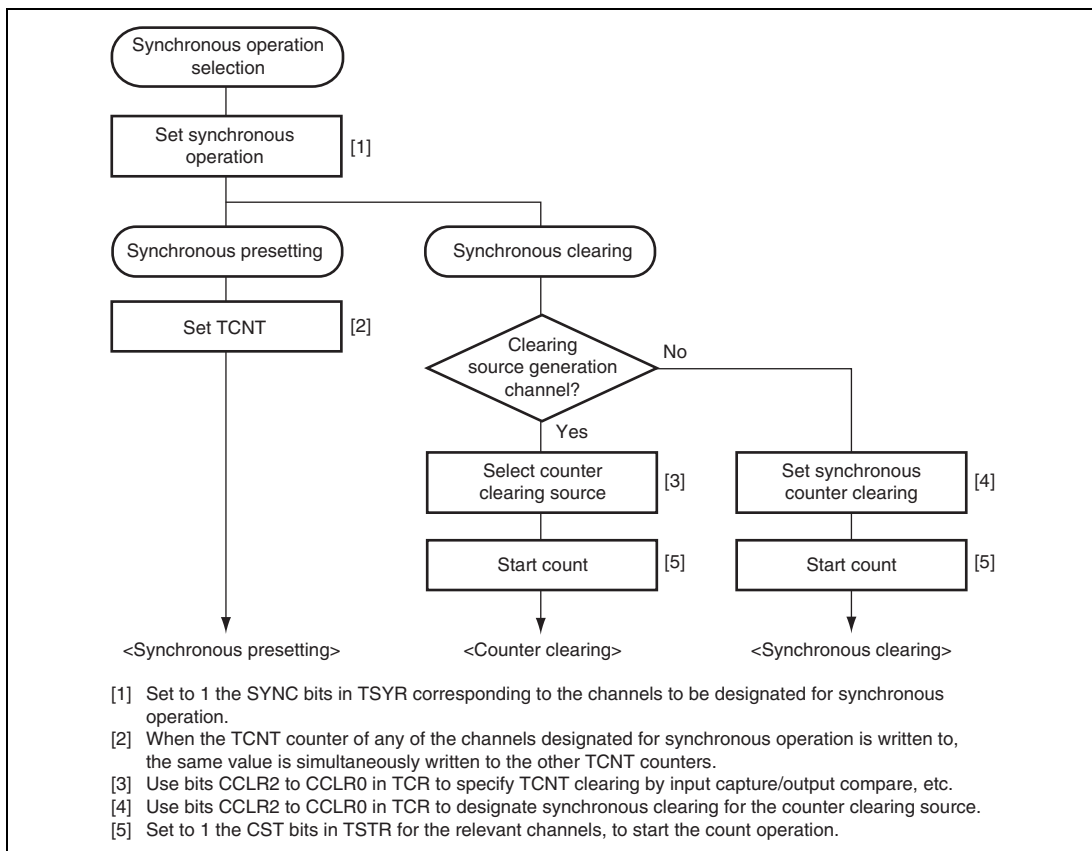 Synchronous operation
selection
Set synchronous
operation
[1]
Synchronous presetting
Synchronous clearing
Set TCNT
[2]
Clearing
source generation
channel?
No
Yes
Select counter
clearing source
[3]
Set synchronous
counter clearing
[4]
Start count
[5]
Start count
[5]
<Synchronous presetting>
<Counter clearing>
<Synchronous clearing>
[1] Set to 1 the SYNC bits in TSYR corresponding to the channels to be designated for synchronous
operation.
[2] When the TCNT counter of any of the channels designated for synchronous operation is written to,
the same value is simultaneously written to the other TCNT counters.
[3] Use bits CCLR2 to CCLR0 in TCR to specify TCNT clearing by input capture/output compare, etc.
[4] Use bits CCLR2 to CCLR0 in TCR to designate synchronous clearing for the counter clearing source.
[5] Set to 1 the CST bits in TSTR for the relevant channels, to start the count operation.